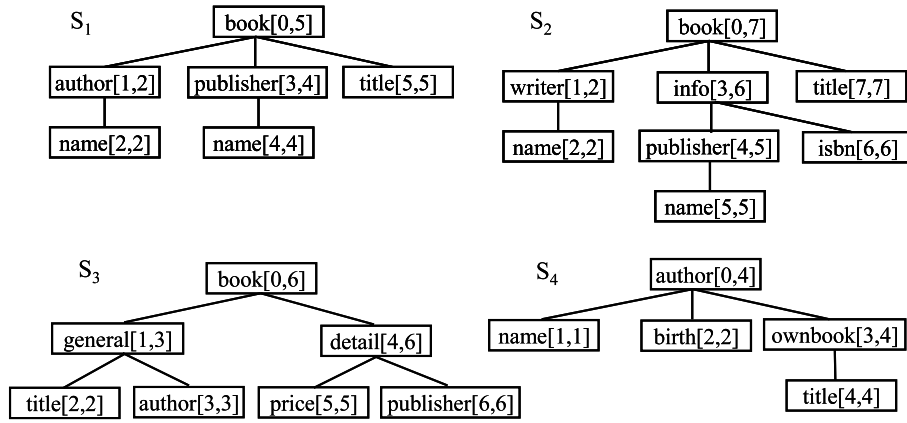 S1
book[0,5]
author[1,2] publisher[3,4] title[5,5]
name[2,2] name[4,4]
S2
book[0,7]
writer[1,2] info[3,6] title[7,7]
name[2,2] publisher[4,5] isbn[6,6]
name[5,5]
S3
book[0,6]
general[1,3] detail[4,6]
title[2,2] author[3,3] price[5,5] publisher[6,6]
S4
author[0,4]
name[1,1] birth[2,2] ownbook[3,4]
title[4,4]